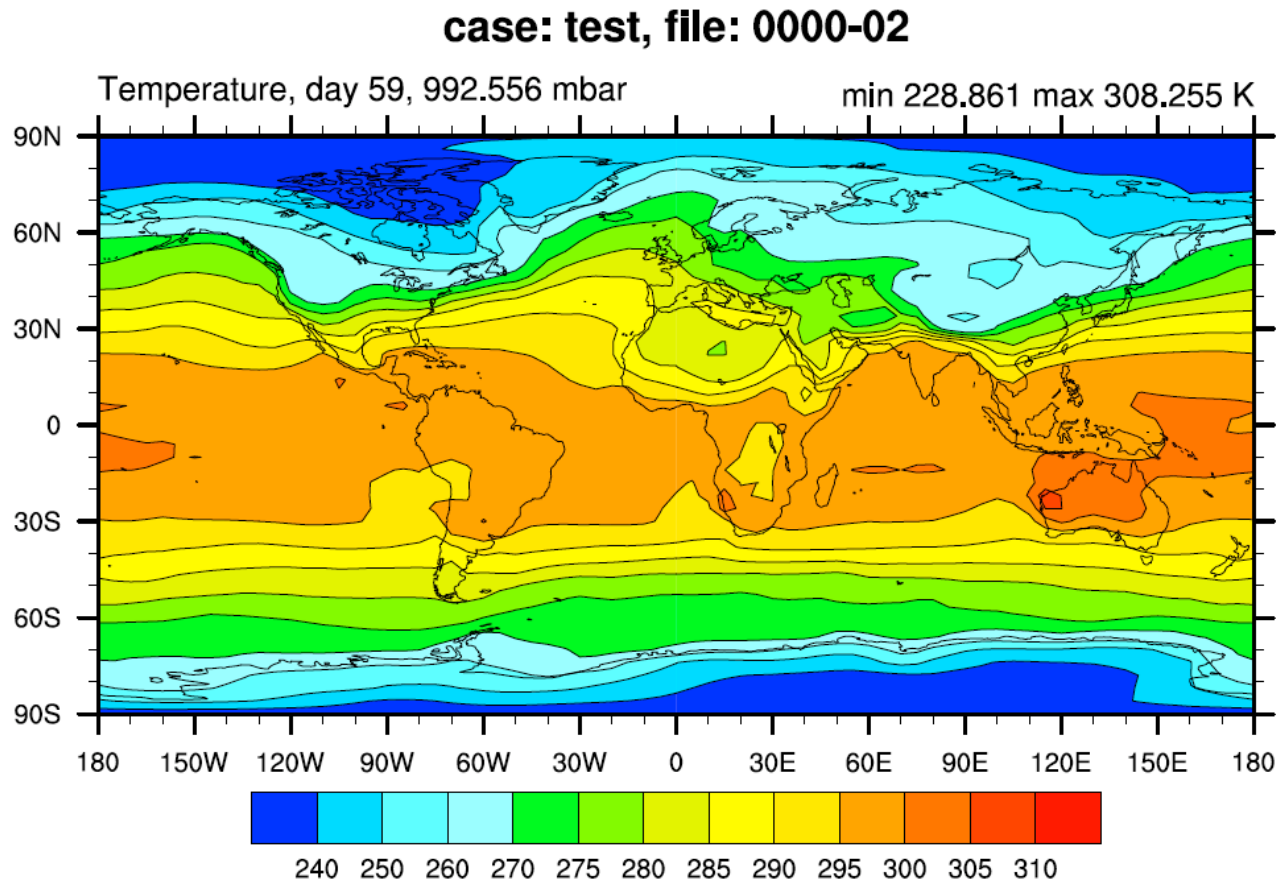 case: test, file: 0000-02
Temperature, day 59, 992.556 mbar min 228.861 max 308.255 K
90N
60N
30N
0
30S
60S
90S
180 150W 120W 90W 60W 30W 0 30E 60E 90E 120E 150E 180
240 250 260 270 275 280 285 290 295 300 305 310